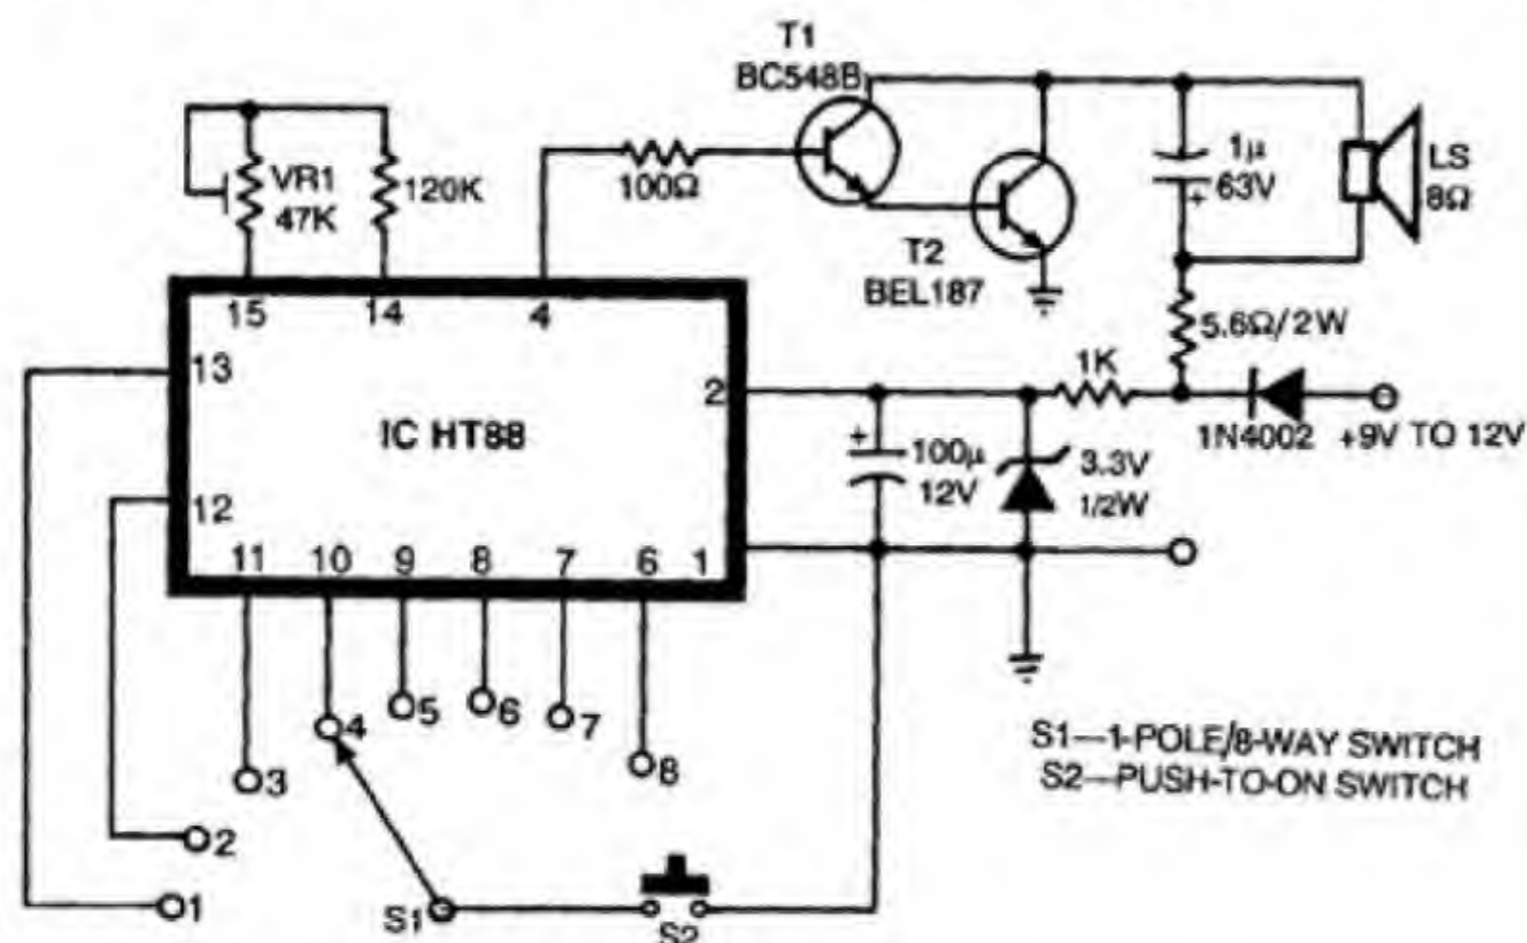 T1
BC548B
VR1
47K
120K
100Ω
1μ
63V
+
LS
8Ω
T2
BEL187
5.6Ω/2W
15
14
4
13
1K
2
IC HT88
1N4002
+9V TO 12V
+
100μ
12V
3.3V
1/2W
12
11
10
9
8
7
6
1
4
5
6
7
8
3
2
1
S1
S2
S1—1-POLE/8-WAY SWITCH
S2—PUSH-TO-ON SWITCH